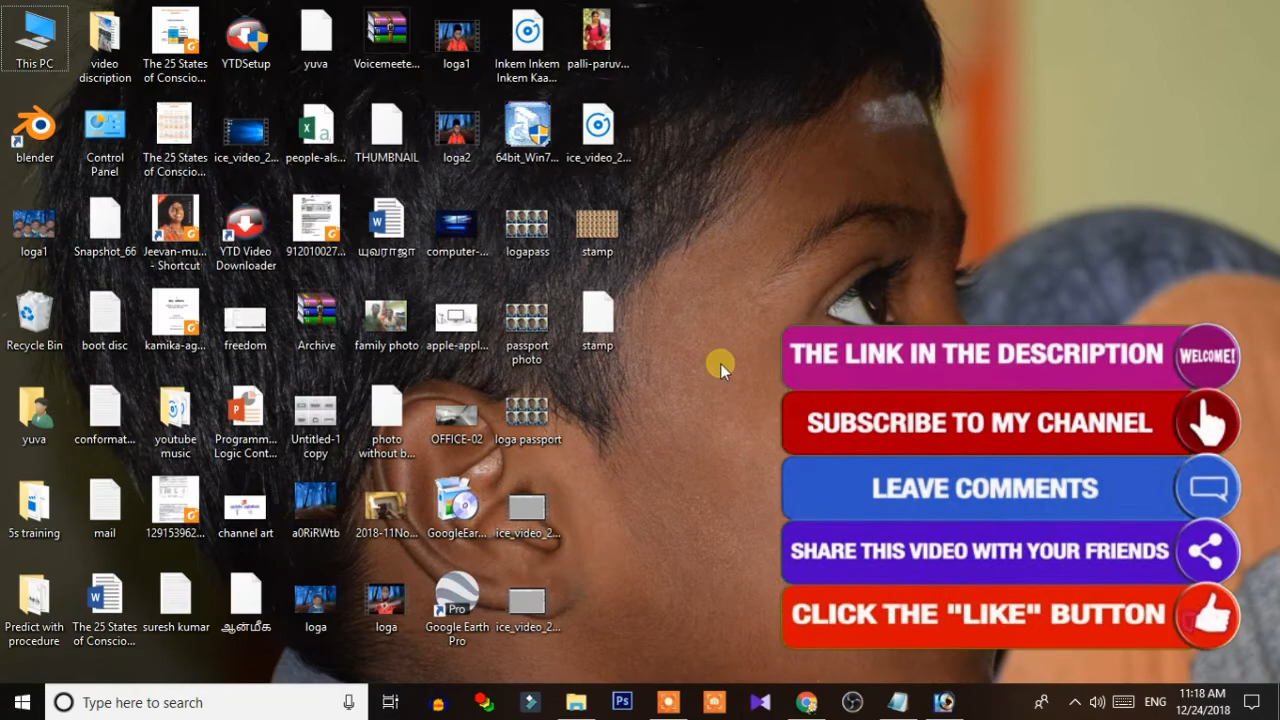 This PC
video
discription
The 25 States
of Conscio...
YTDSetup
yuva
Voicemeete...
loga1
Inkem Inkem
Inkem Kaa...
palli-paruv...
blender
Control
Panel
The 25 States
of Conscio...
ice_video_2...
people-als...
THUMBNAIL
loga2
64bit_Win7...
ice_video_2...
loga1
Snapshot_66
Jeevan-mu...
- Shortcut
YTD Video
Downloader
912010027...
யுவராஜா
computer-...
logapass
stamp
Recycle Bin
boot disc
kamika-ag...
freedom
Archive
family photo
apple-appl...
passport
photo
stamp
yuva
conformat...
youtube
music
Programm...
Logic Cont...
Untitled-1
copy
photo
without b...
OFFICE-02
loga passport
5s training
mail
129153962...
channel art
a0RiRWtb
2018-11No...
GoogleEar...
ice_video_2...
Predict with
procedure
The 25 States
of Conscio...
suresh kumar
ஆன்மீக
loga
loga
Pro
Google Earth
Pro
ice_video_2...
THE LINK IN THE DESCRIPTION
WELCOME!
SUBSCRIBE TO MY CHANNEL
LEAVE COMMENTS
SHARE THIS VIDEO WITH YOUR FRIENDS
CLICK THE "LIKE" BUTTON
Type here to search
Ps
ENG
11:18 AM
12/24/2018